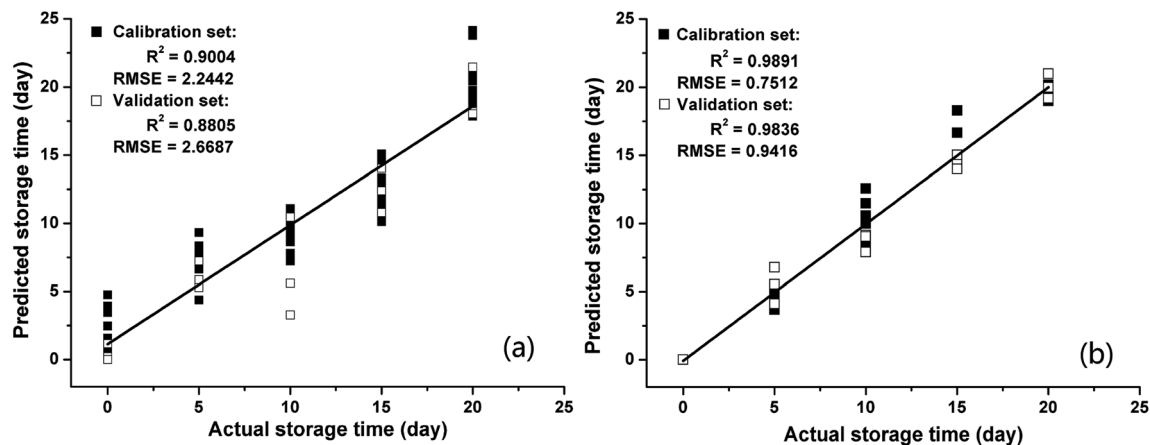 25
20
15
10
5
0
Predicted storage time (day)
Calibration set:
R² = 0.9004
RMSE = 2.2442
Validation set:
R² = 0.8805
RMSE = 2.6687
(a)
0 5 10 15 20 25
Actual storage time (day)
25
20
15
10
5
0
Predicted storage time (day)
Calibration set:
R² = 0.9891
RMSE = 0.7512
Validation set:
R² = 0.9836
RMSE = 0.9416
(b)
0 5 10 15 20 25
Actual storage time (day)